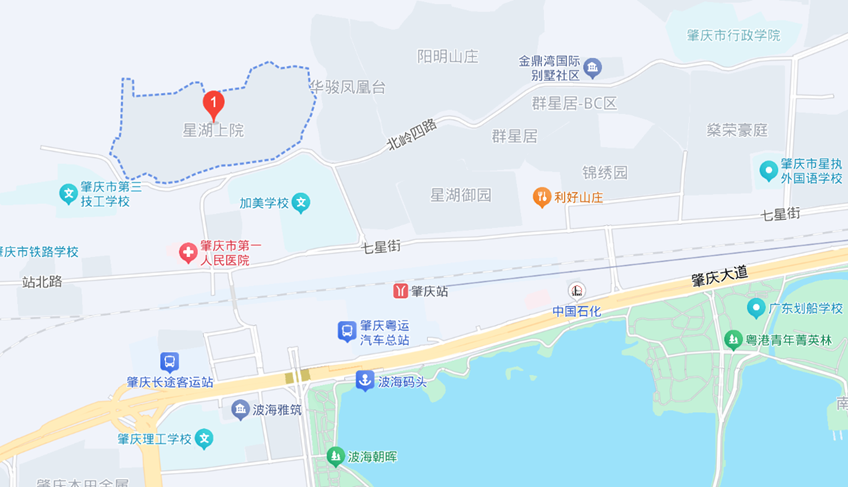 肇庆市行政学院
阳明山庄
金鼎湾国际
别墅社区
华骏凤凰台
群星居-BC区
1
星湖上院
北岭四路
群星居
燊荣豪庭
锦绣园
肇庆市星执
外国语学校
肇庆市第三
技工学校
加美学校
星湖御园
利好山庄
七星街
七星街
肇庆市铁路学校
肇庆市第一
人民医院
站北路
肇庆站
肇庆大道
中国石化
广东划船学校
肇庆粤运
汽车总站
粤港青年菁英林
肇庆长途客运站
波海码头
波海雅筑
南
肇庆理工学校
波海朝晖
肇庆本田金属